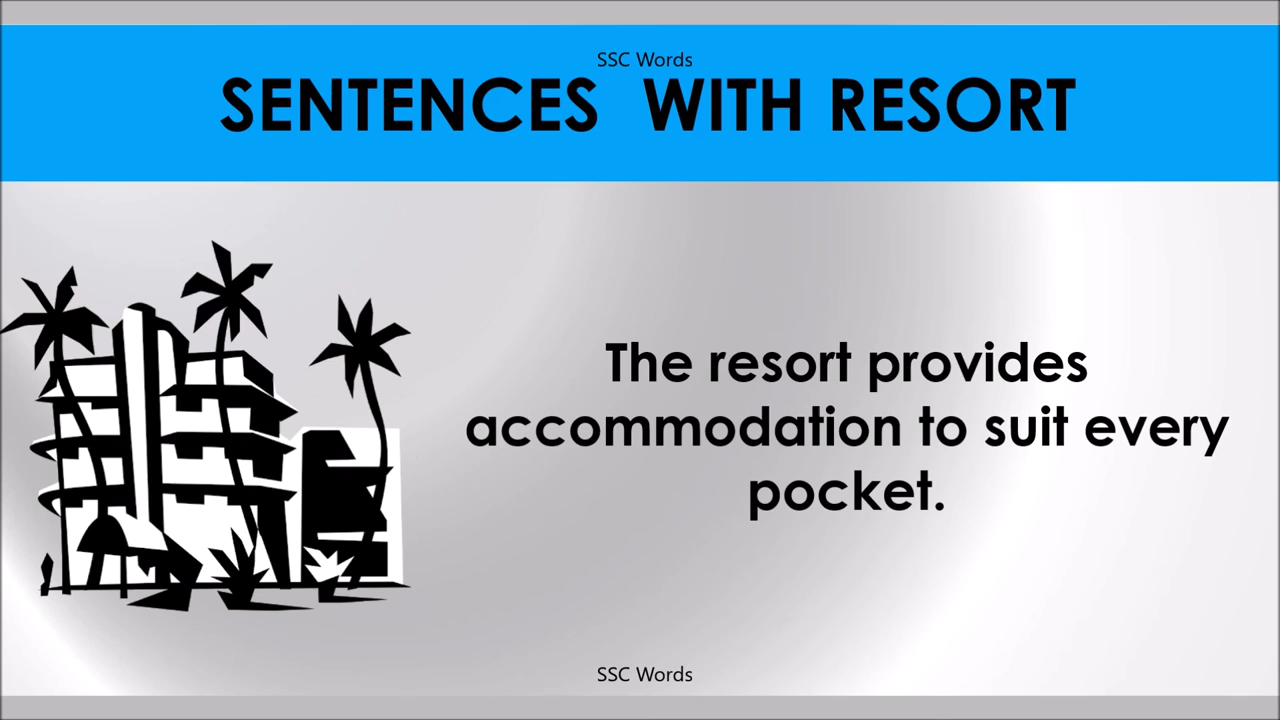 SSC Words
SENTENCES WITH RESORT
The resort provides
accommodation to suit every
pocket.
SSC Words